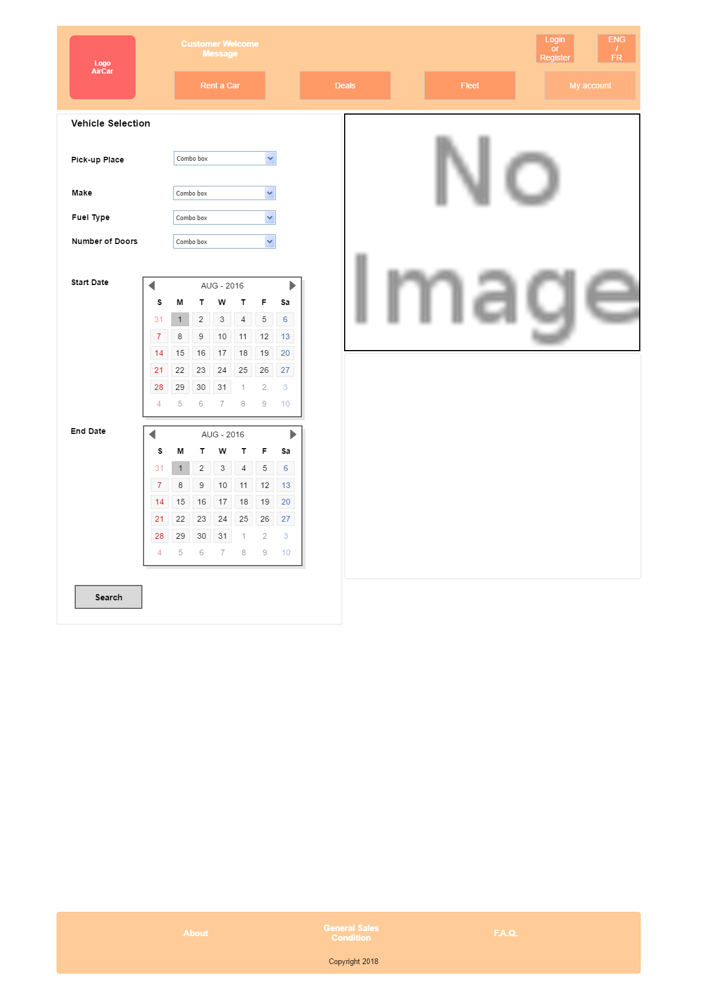 Logo
AirCar
Customer Welcome
Message
Login
or
Register
ENG
/
FR
Rent a Car
Deals
Fleet
My account
Vehicle Selection
Pick-up Place
Combo box
Make
Combo box
Fuel Type
Combo box
Number of Doors
Combo box
Start Date
AUG - 2016
S M T W T F Sa
31 1 2 3 4 5 6
7 8 9 10 11 12 13
14 15 16 17 18 19 20
21 22 23 24 25 26 27
28 29 30 31 1 2 3
4 5 6 7 8 9 10
End Date
AUG - 2016
S M T W T F Sa
31 1 2 3 4 5 6
7 8 9 10 11 12 13
14 15 16 17 18 19 20
21 22 23 24 25 26 27
28 29 30 31 1 2 3
4 5 6 7 8 9 10
Search
No
Image
About
General Sales
Condition
F.A.Q.
Copyright 2018